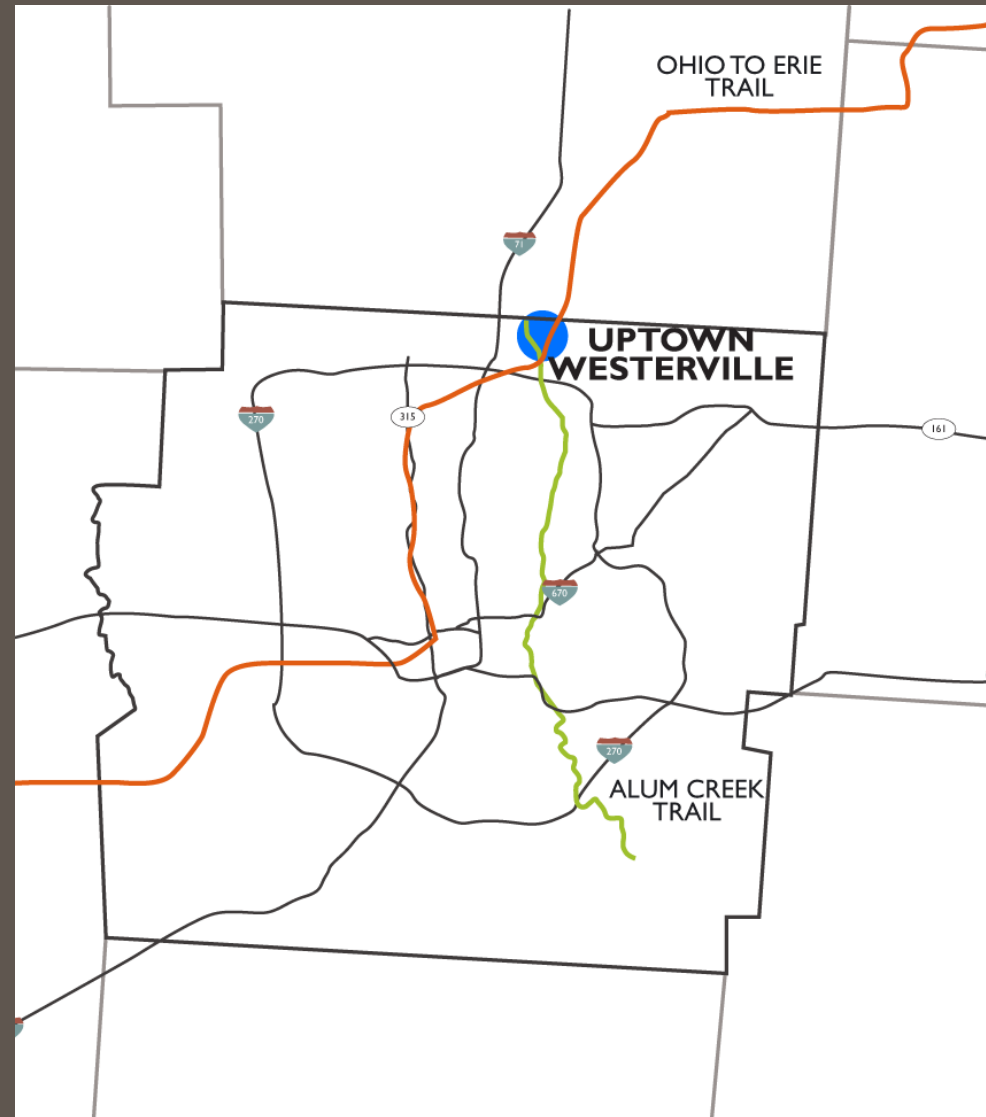 OHIO TO ERIE
TRAIL
71
UPTOWN
WESTERVILLE
270
315
161
670
270
ALUM CREEK
TRAIL